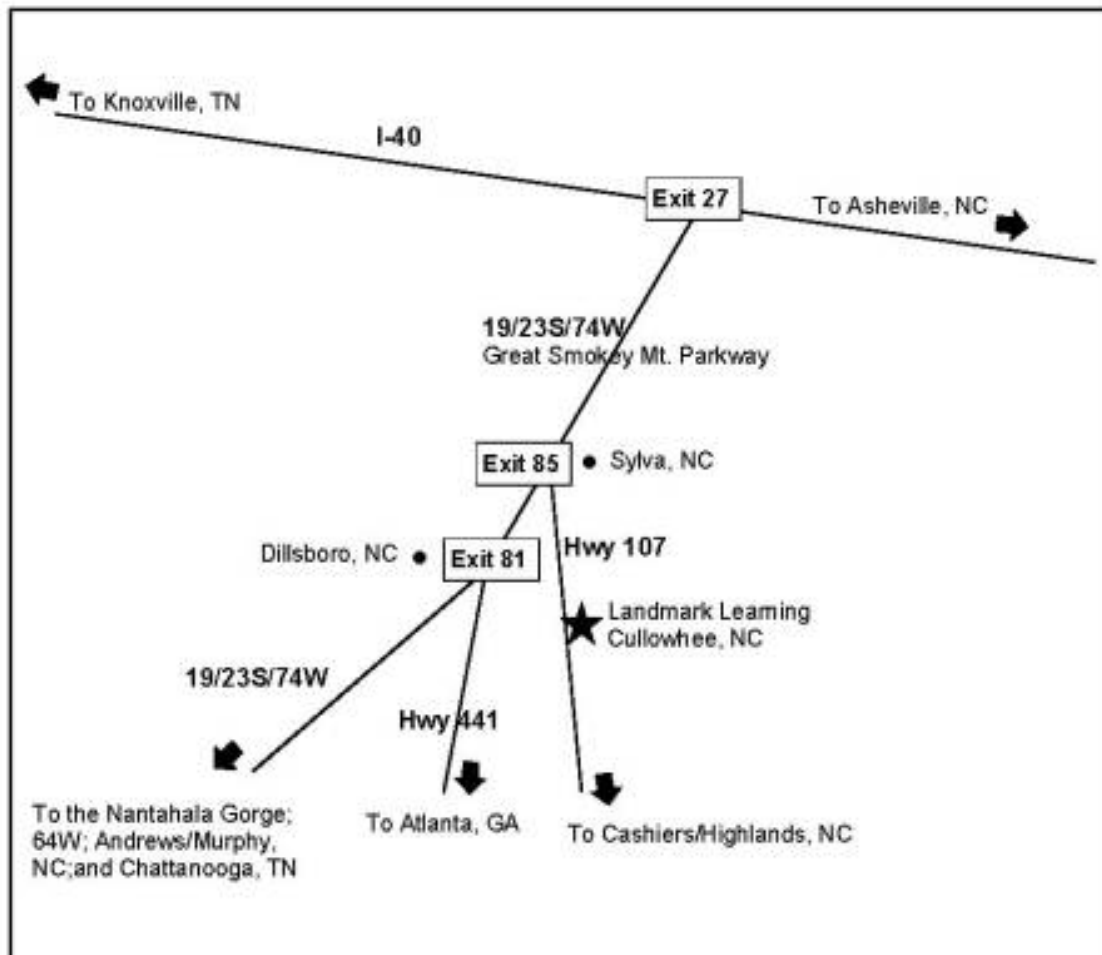 To Knoxville, TN
I-40
Exit 27
To Asheville, NC
19/23S/74W
Great Smokey Mt. Parkway
Exit 85
Sylva, NC
Dillsboro, NC
Exit 81
Hwy 107
Landmark Learning
Cullowhee, NC
19/23S/74W
Hwy 441
To the Nantahala Gorge;
64W; Andrews/Murphy,
NC;and Chattanooga, TN
To Atlanta, GA
To Cashiers/Highlands, NC